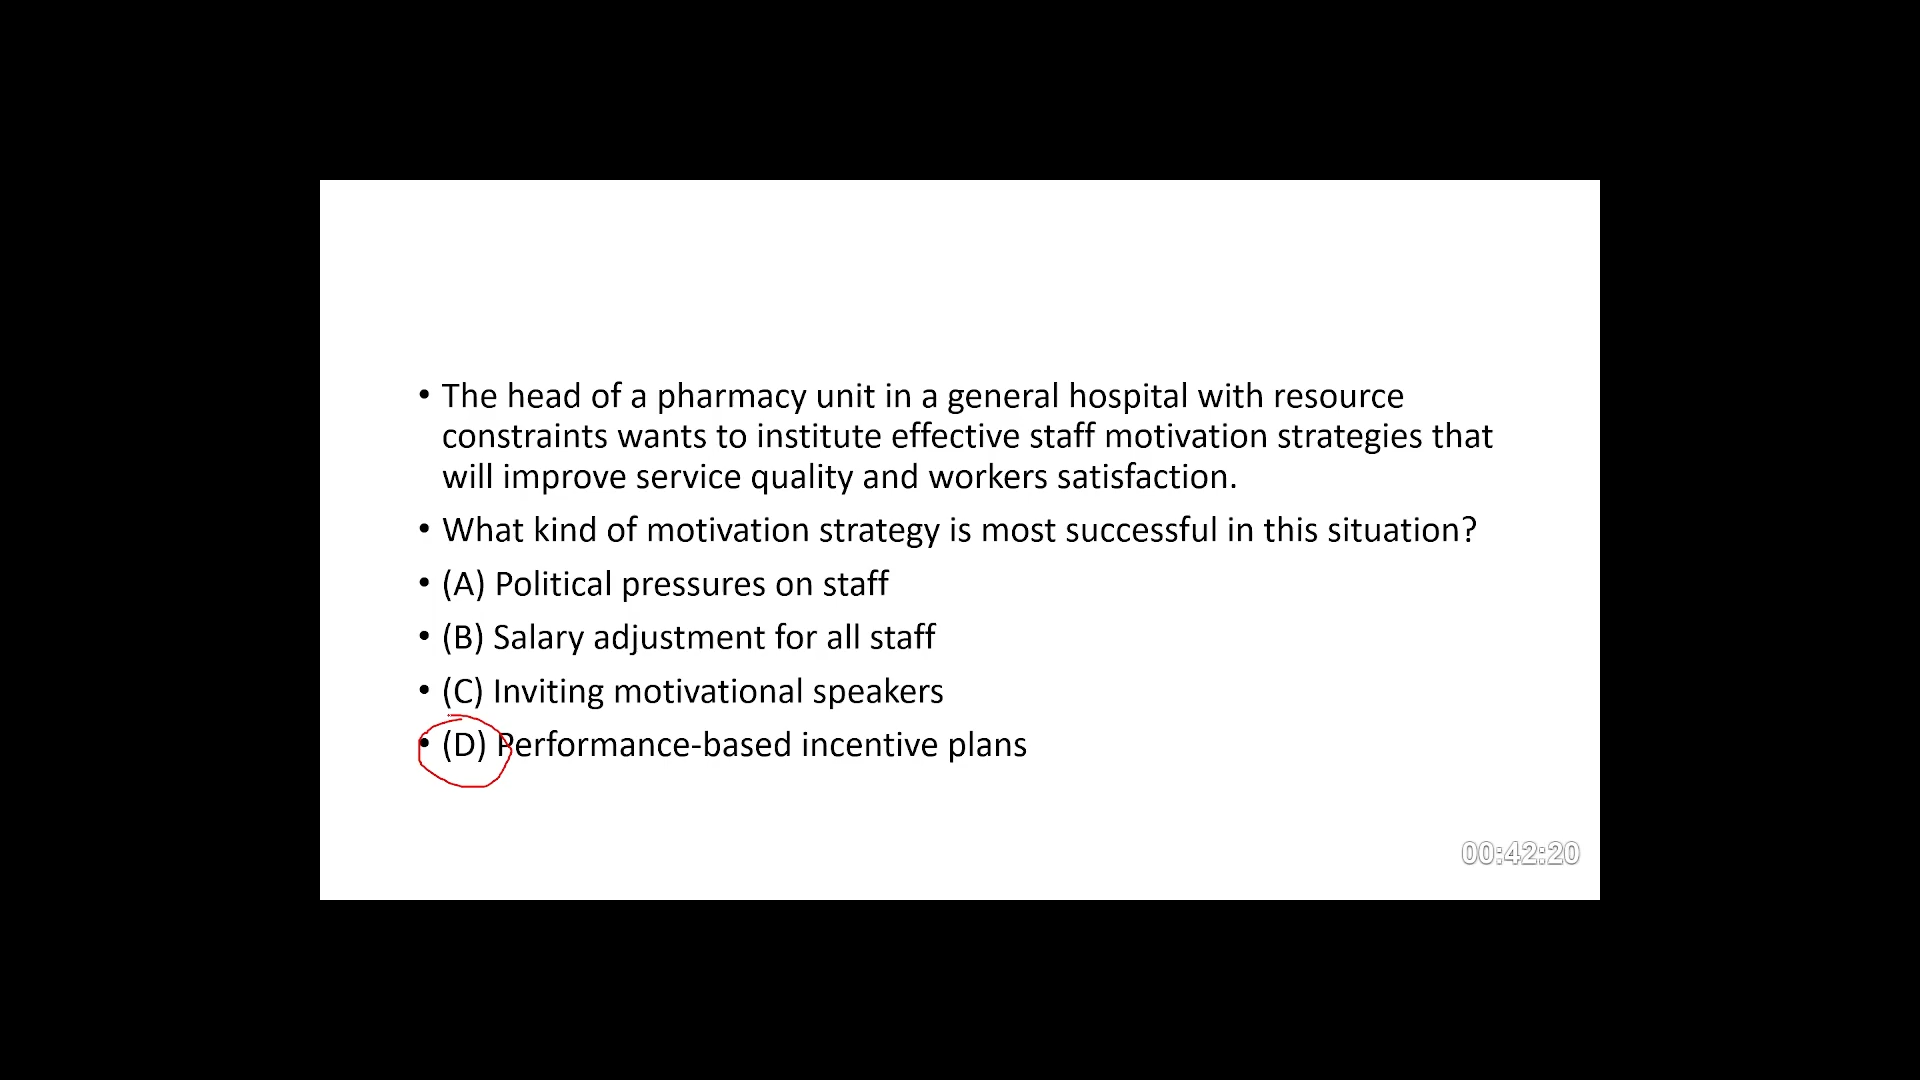 • The head of a pharmacy unit in a general hospital with resource
constraints wants to institute effective staff motivation strategies that
will improve service quality and workers satisfaction.
• What kind of motivation strategy is most successful in this situation?
• (A) Political pressures on staff
• (B) Salary adjustment for all staff
• (C) Inviting motivational speakers
• (D) Performance-based incentive plans
00:42:20